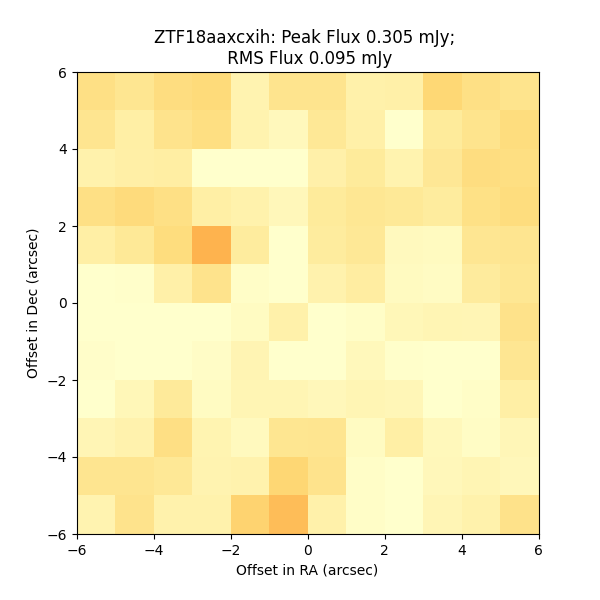 ZTF18aaxcxih: Peak Flux 0.305 mJy;
RMS Flux 0.095 mJy
6
4
2
0
−2
−4
−6
Offset in Dec (arcsec)
−6 −4 −2 0 2 4 6
Offset in RA (arcsec)